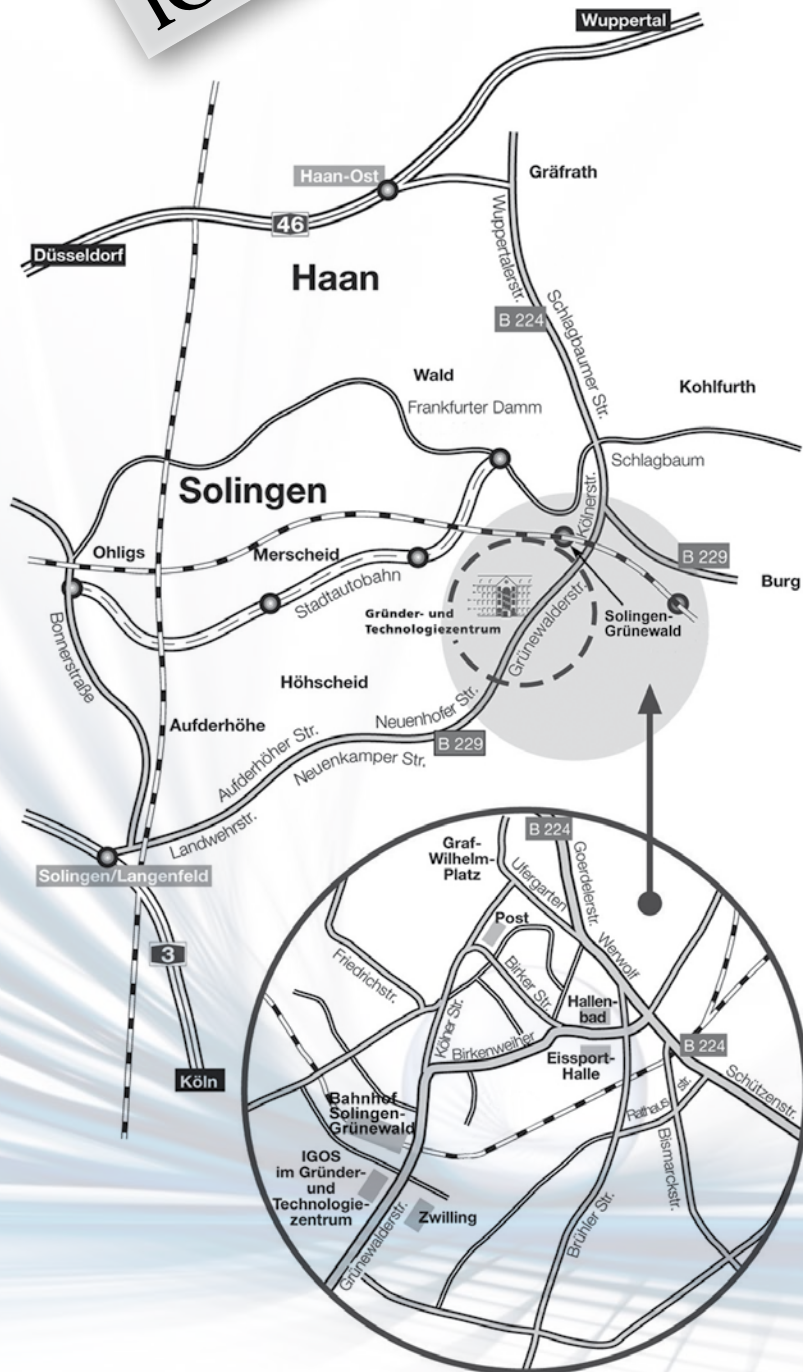 Wuppertal
Haan-Ost
Gräfrath
46
Düsseldorf
Haan
Wuppertalerstr.
B 224
Schlagbaumer Str.
Wald
Kohlfurth
Frankfurter Damm
Schlagbaum
Solingen
Kölnerstr.
Ohligs
Merscheid
B 229
Stadtautobahn
Burg
Gründer- und
Technologiezentrum
Solingen-
Grünewald
Grünewalderstr.
Bonnerstraße
Höhscheid
Neuenhofer Str.
Aufderhöhe
Aufderhöher Str.
B 229
Neuenkamper Str.
Landwehrstr.
Solingen/Langenfeld
3
Köln
B 224
Graf-
Wilhelm-
Platz
Goerdelerstr.
Ufergarten
Post
Werwolf
Friedrichstr.
Birker Str.
Hallen-
bad
Kölner Str.
Birkenweiher
B 224
Eissport-
Halle
Schützenstr.
Bahnhof
Solingen-
Grünewald
Rathaus str.
Bismarckstr.
IGOS
im Gründer-
und
Technologie-
zentrum
Zwilling
Brühler Str.
Grünewalderstr.